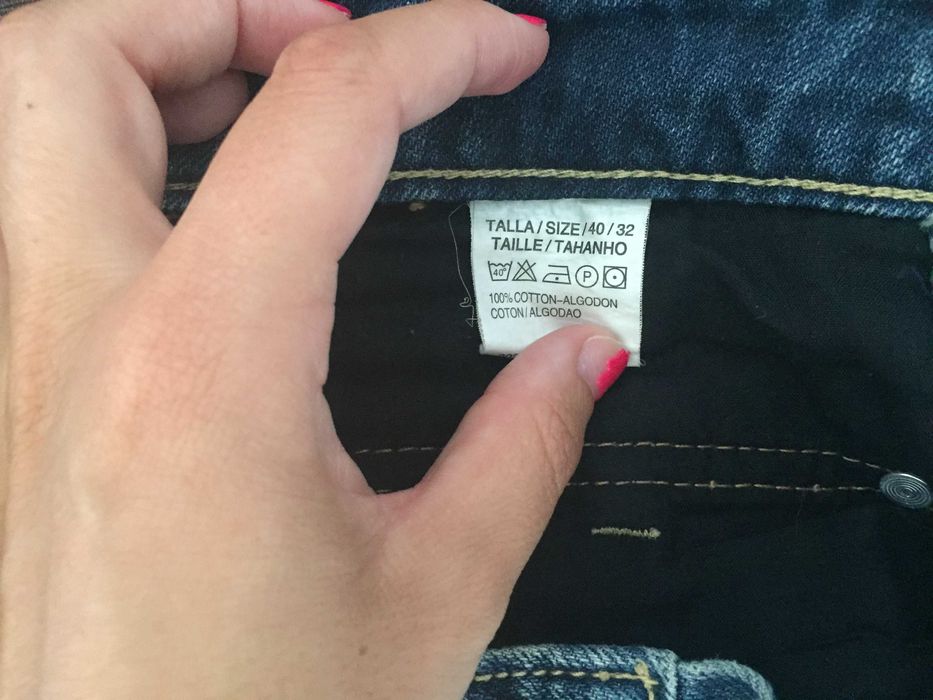 TALLA/SIZE/40/32
TAILLE/TAHANHO
40°
P
100% COTTON-ALGODON
COTON/ALGODAO